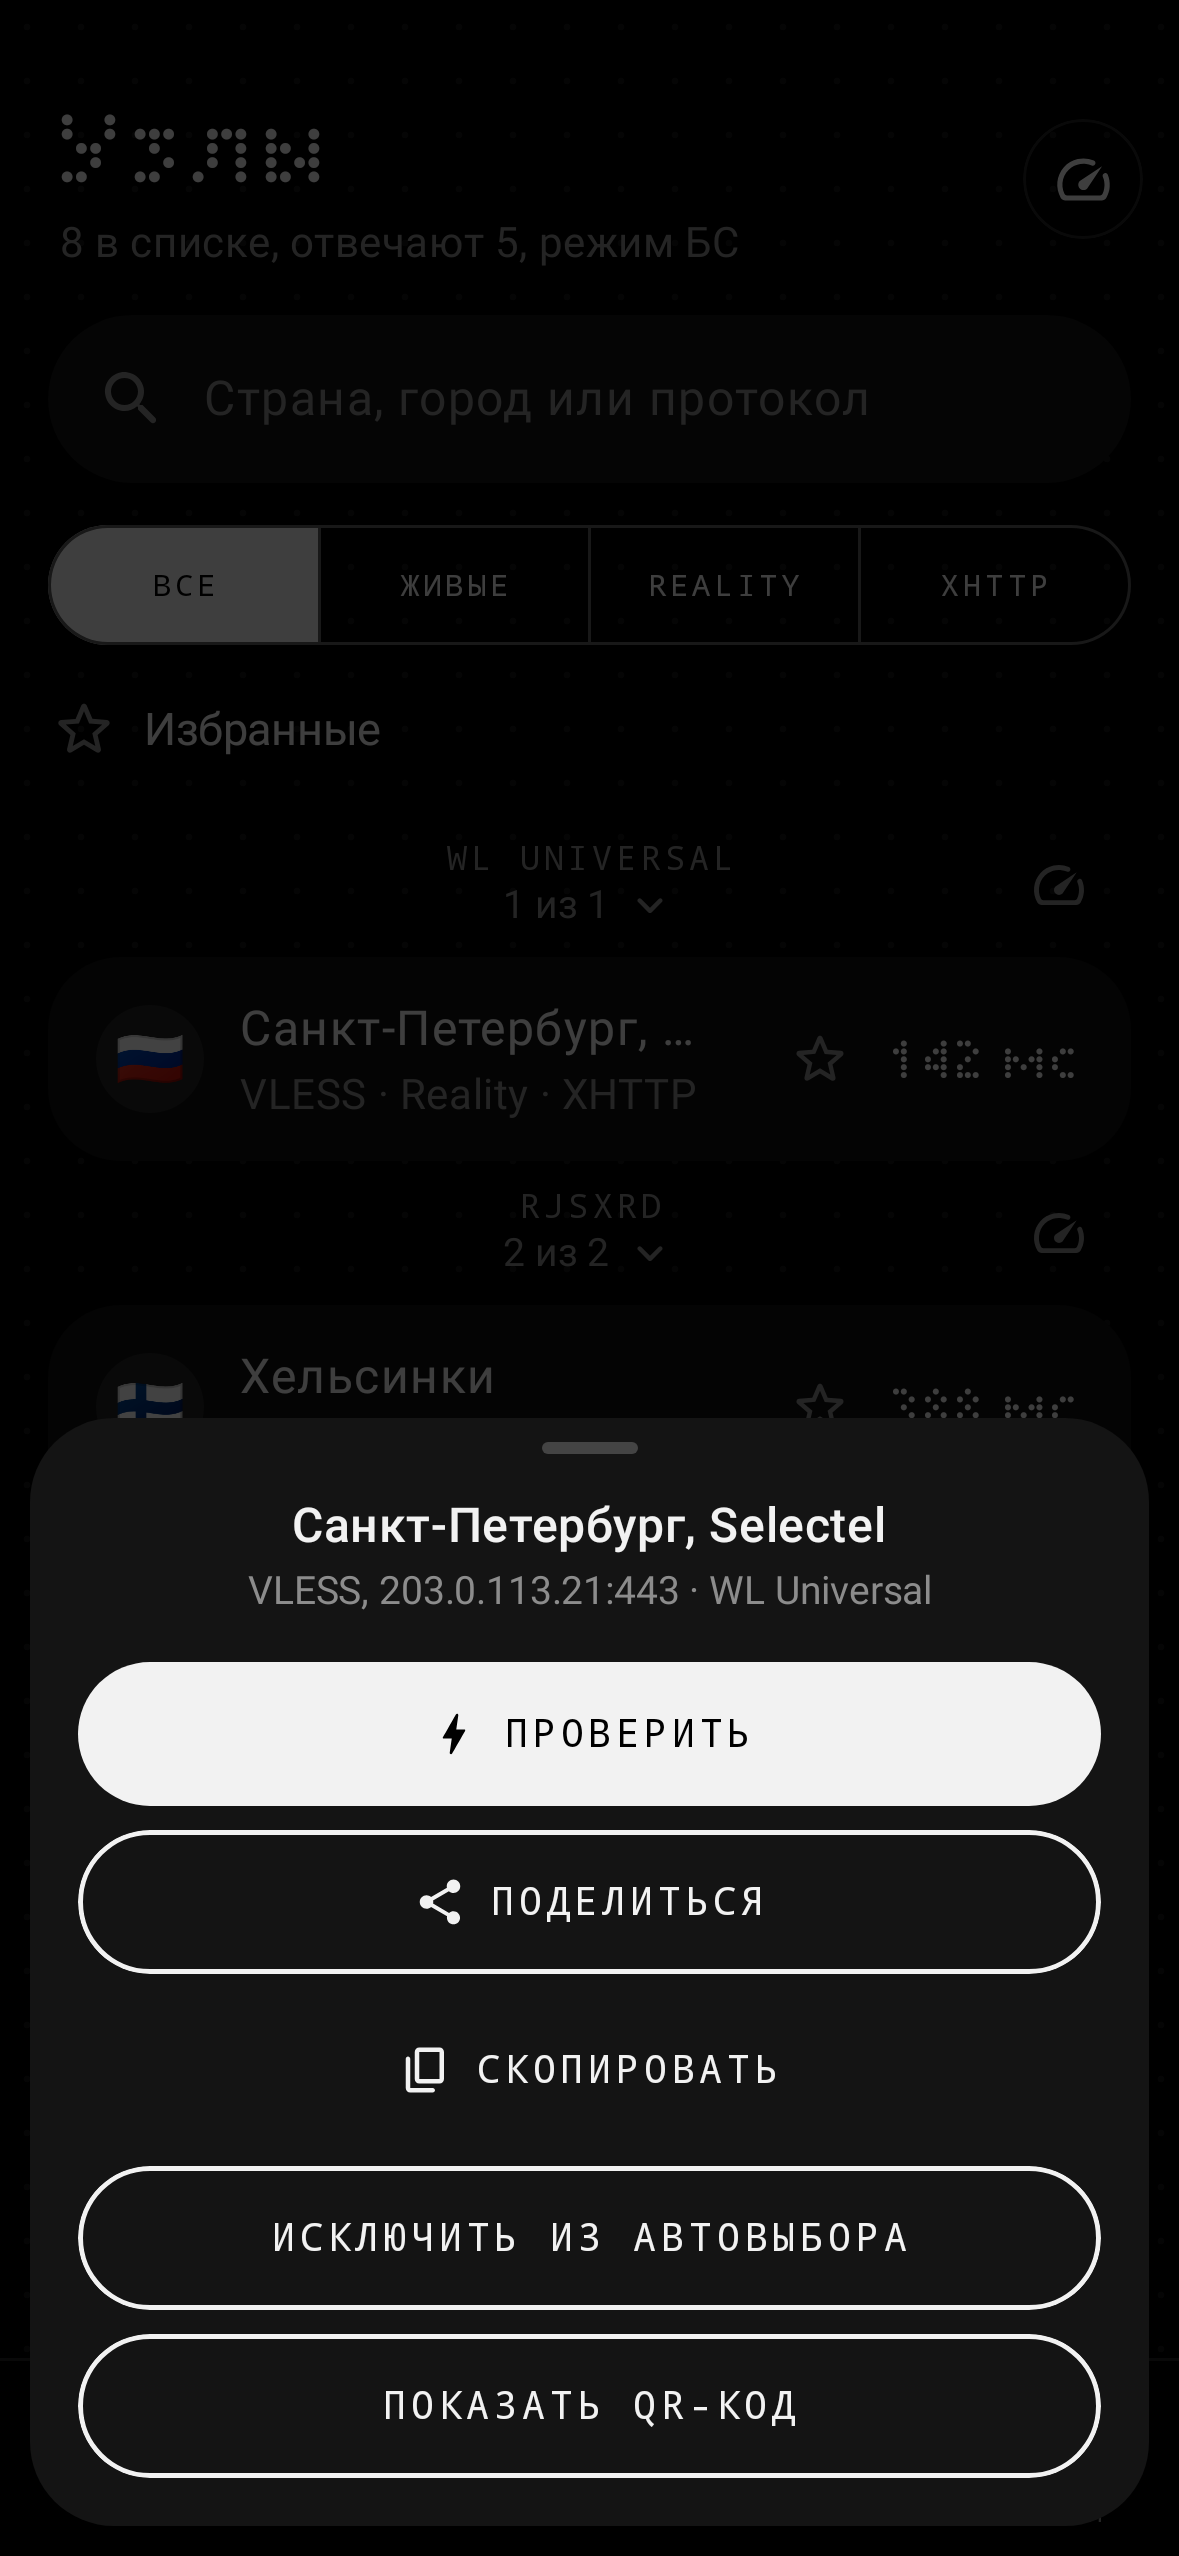 Узлы
8 в списке, отвечают 5, режим БС
Страна, город или протокол
ВСЕ
ЖИВЫЕ
REALITY
XHTTP
Избранные
WL UNIVERSAL
1 из 1
Санкт-Петербург, …
VLESS · Reality · XHTTP
142 мс
RJSXRD
2 из 2
Хельсинки
мс
Санкт-Петербург, Selectel
VLESS, 203.0.113.21:443 · WL Universal
ПРОВЕРИТЬ
ПОДЕЛИТЬСЯ
СКОПИРОВАТЬ
ИСКЛЮЧИТЬ ИЗ АВТОВЫБОРА
ПОКАЗАТЬ QR-КОД